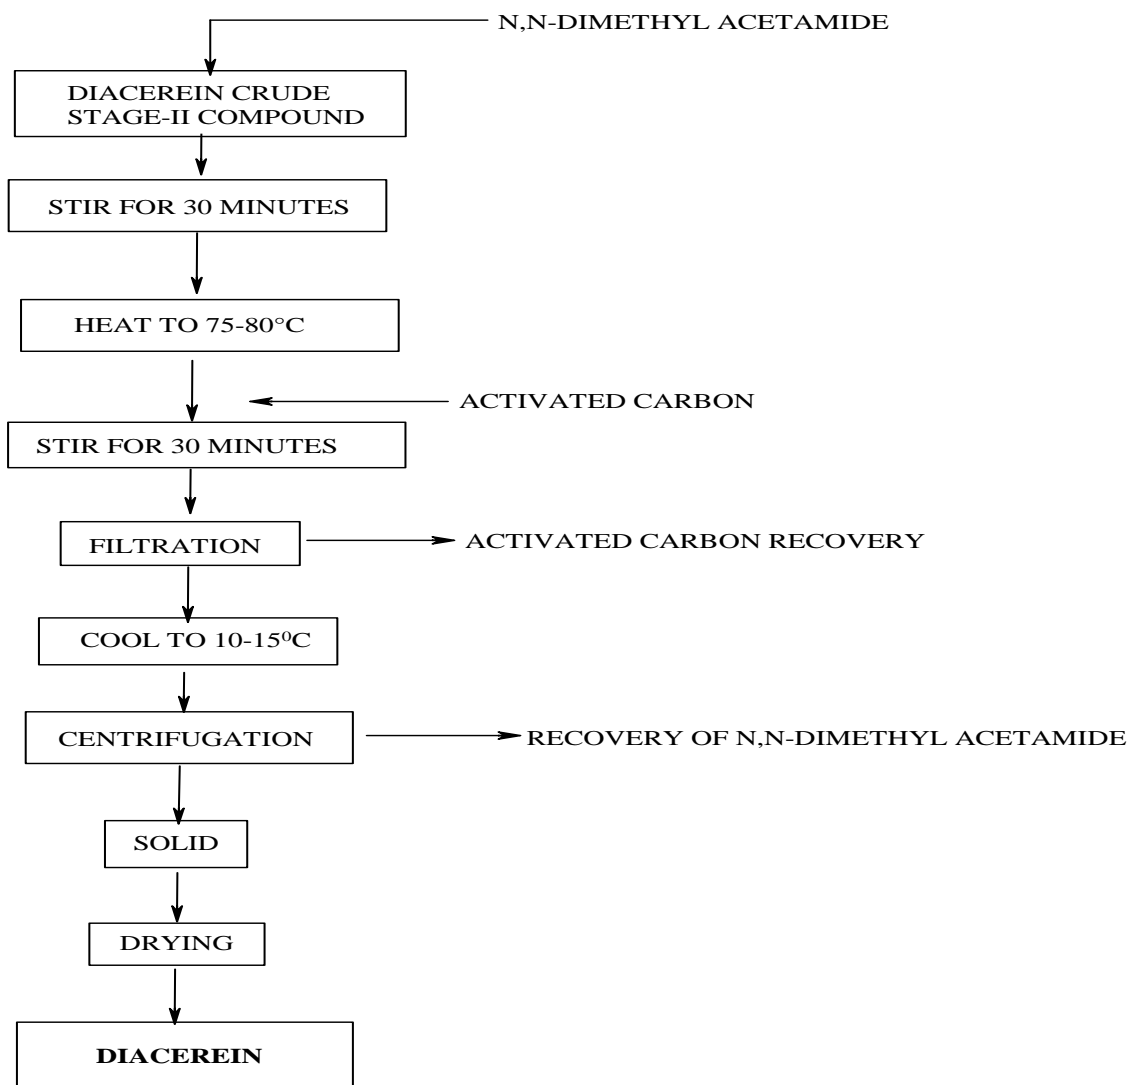 N,N-DIMETHYL ACETAMIDE
DIACEREIN CRUDE
STAGE-II COMPOUND
STIR FOR 30 MINUTES
HEAT TO 75-80°C
ACTIVATED CARBON
STIR FOR 30 MINUTES
FILTRATION
ACTIVATED CARBON RECOVERY
COOL TO 10-15⁰C
CENTRIFUGATION
RECOVERY OF N,N-DIMETHYL ACETAMIDE
SOLID
DRYING
DIACEREIN